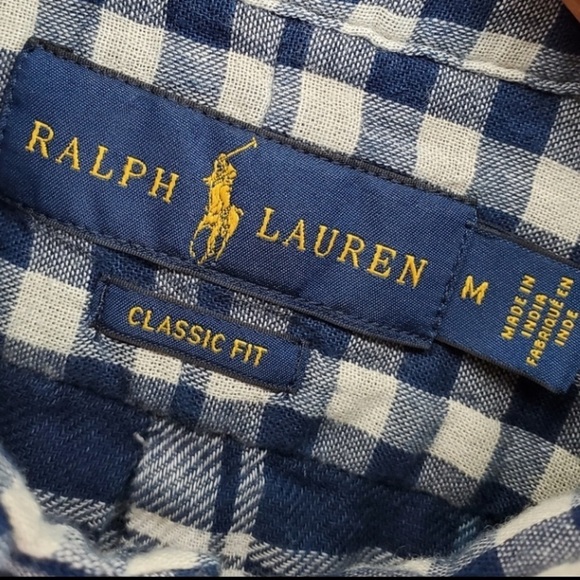 RALPH LAUREN
CLASSIC FIT
M
MADE IN
INDIA
FABRIQUÉ EN
INDE